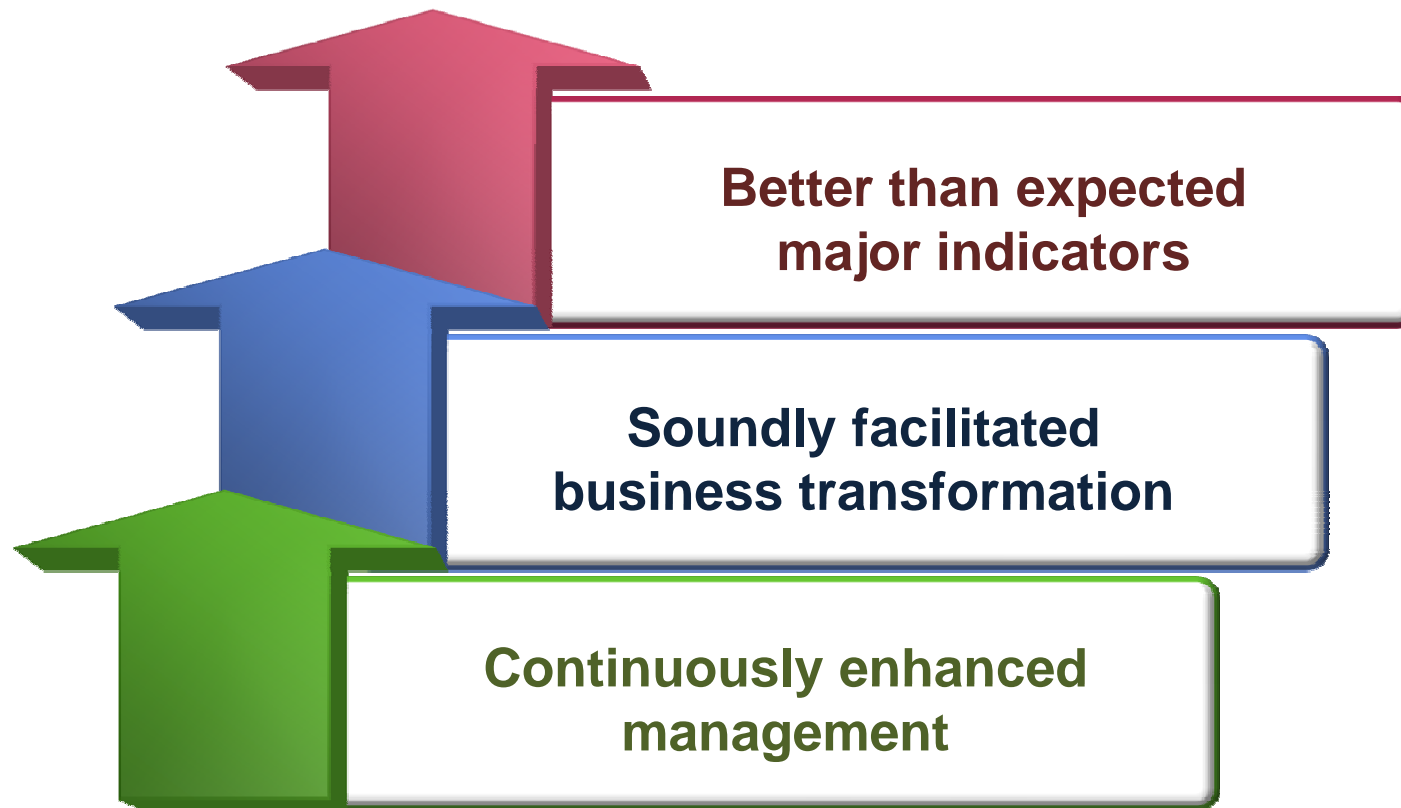 Better than expected
major indicators
Soundly facilitated
business transformation
Continuously enhanced
management